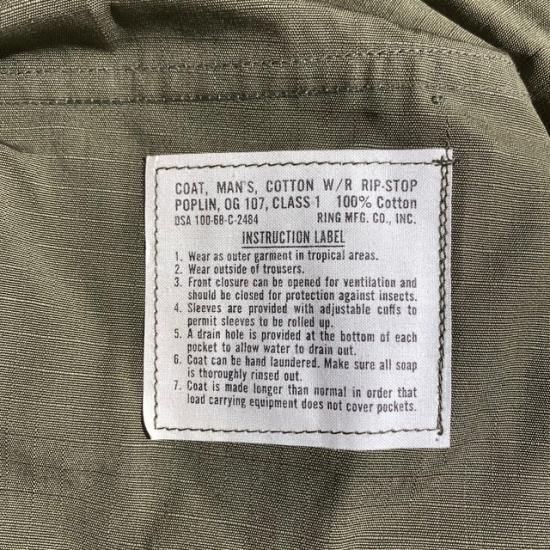 COAT, MAN'S, COTTON W/R RIP-STOP
POPLIN, OG 107, CLASS 1 100% Cotton
DSA 100-68-C-2484 RING MFG. CO., INC.
INSTRUCTION LABEL
1. Wear as outer garment in tropical areas.
2. Wear outside of trousers.
3. Front closure can be opened for ventilation and
should be closed for protection against insects.
4. Sleeves are provided with adjustable cuffs to
permit sleeves to be rolled up.
5. A drain hole is provided at the bottom of each
pocket to allow water to drain out.
6. Coat can be hand laundered. Make sure all soap
is thoroughly rinsed out.
7. Coat is made longer than normal in order that
load carrying equipment does not cover pockets.